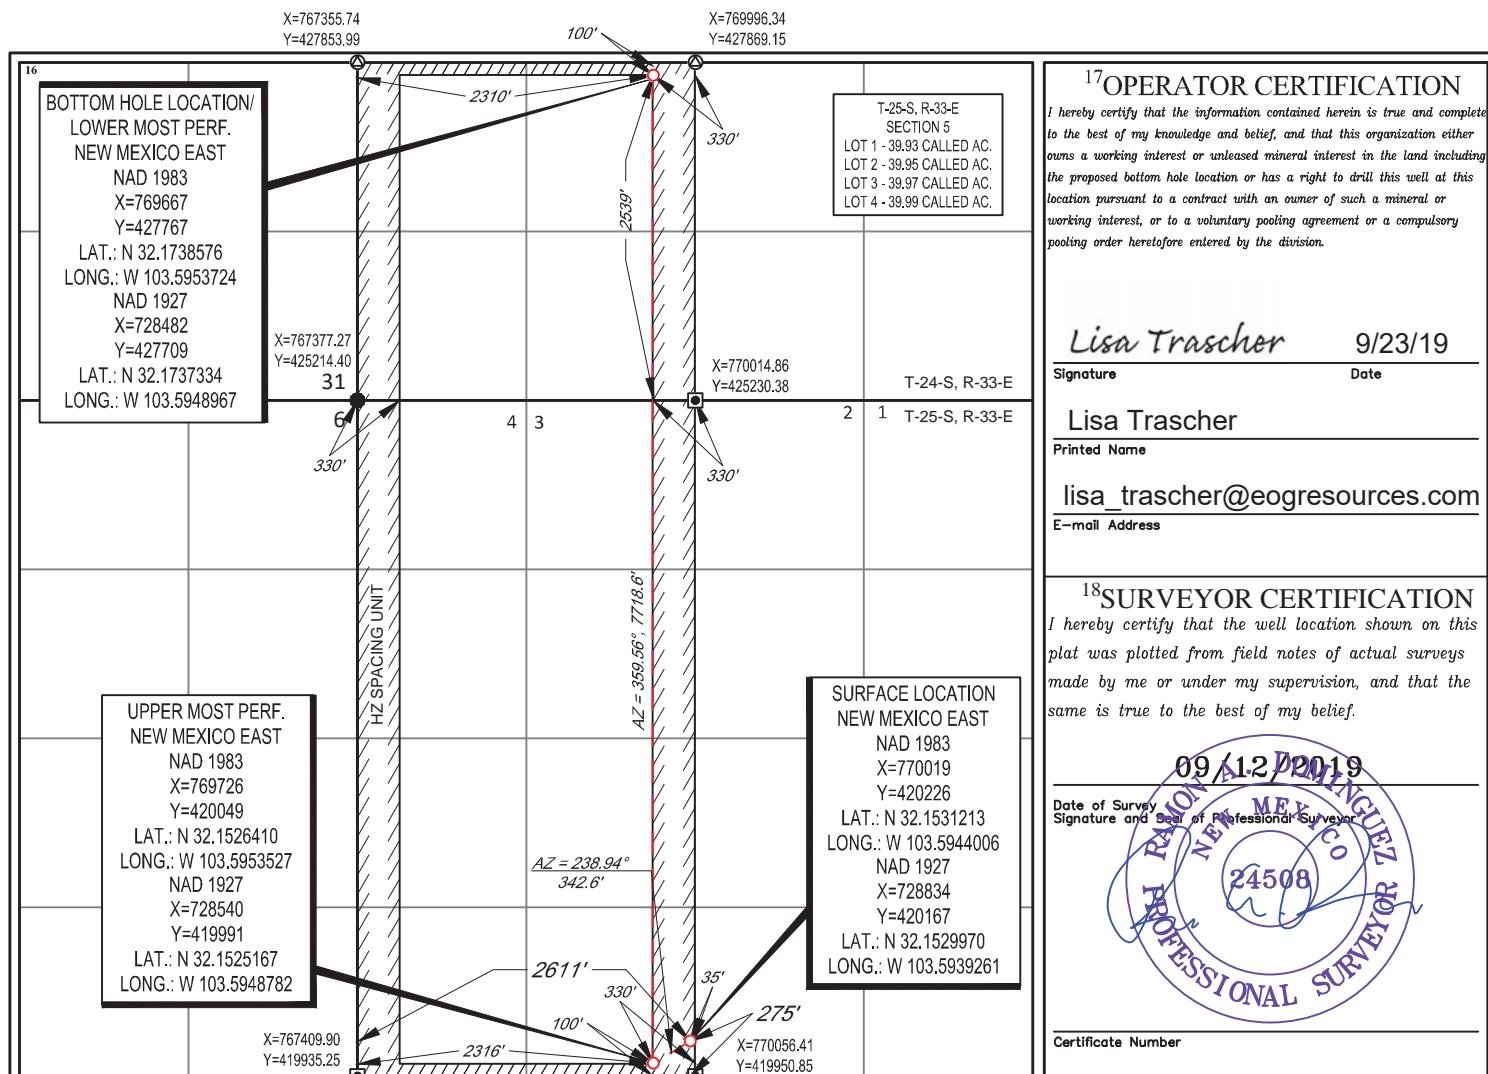 X=767355.74
Y=427853.99
100'
X=769996.34
Y=427869.15
16
BOTTOM HOLE LOCATION/
LOWER MOST PERF.
NEW MEXICO EAST
NAD 1983
X=769667
Y=427767
LAT.: N 32.1738576
LONG.: W 103.5953724
NAD 1927
X=728482
Y=427709
LAT.: N 32.1737334
LONG.: W 103.5948967
2310'
330'
2539'
T-25-S, R-33-E
SECTION 5
LOT 1 - 39.93 CALLED AC.
LOT 2 - 39.95 CALLED AC.
LOT 3 - 39.97 CALLED AC.
LOT 4 - 39.99 CALLED AC.
X=767377.27
Y=425214.40
31
6
330'
4 3
X=770014.86
Y=425230.38
330'
2 1
T-24-S, R-33-E
T-25-S, R-33-E
HZ SPACING UNIT
AZ = 359.56°, 7718.6'
UPPER MOST PERF.
NEW MEXICO EAST
NAD 1983
X=769726
Y=420049
LAT.: N 32.1526410
LONG.: W 103.5953527
NAD 1927
X=728540
Y=419991
LAT.: N 32.1525167
LONG.: W 103.5948782
SURFACE LOCATION
NEW MEXICO EAST
NAD 1983
X=770019
Y=420226
LAT.: N 32.1531213
LONG.: W 103.5944006
NAD 1927
X=728834
Y=420167
LAT.: N 32.1529970
LONG.: W 103.5939261
AZ = 238.94°
342.6'
2611'
35'
330'
275'
100'
2316'
X=767409.90
Y=419935.25
X=770056.41
Y=419950.85
17 OPERATOR CERTIFICATION
I hereby certify that the information contained herein is true and complete
to the best of my knowledge and belief, and that this organization either
owns a working interest or unleased mineral interest in the land including
the proposed bottom hole location or has a right to drill this well at this
location pursuant to a contract with an owner of such a mineral or
working interest, or to a voluntary pooling agreement or a compulsory
pooling order heretofore entered by the division.
Lisa Trascher 9/23/19
Signature Date
Lisa Trascher
Printed Name
lisa_trascher@eogresources.com
E-mail Address
18 SURVEYOR CERTIFICATION
I hereby certify that the well location shown on this
plat was plotted from field notes of actual surveys
made by me or under my supervision, and that the
same is true to the best of my belief.
09/12/2019
Date of Survey
Signature and Seal of Professional Surveyor
RAMON A. DOMINGUEZ
NEW MEXICO
24508
PROFESSIONAL SURVEYOR
Certificate Number